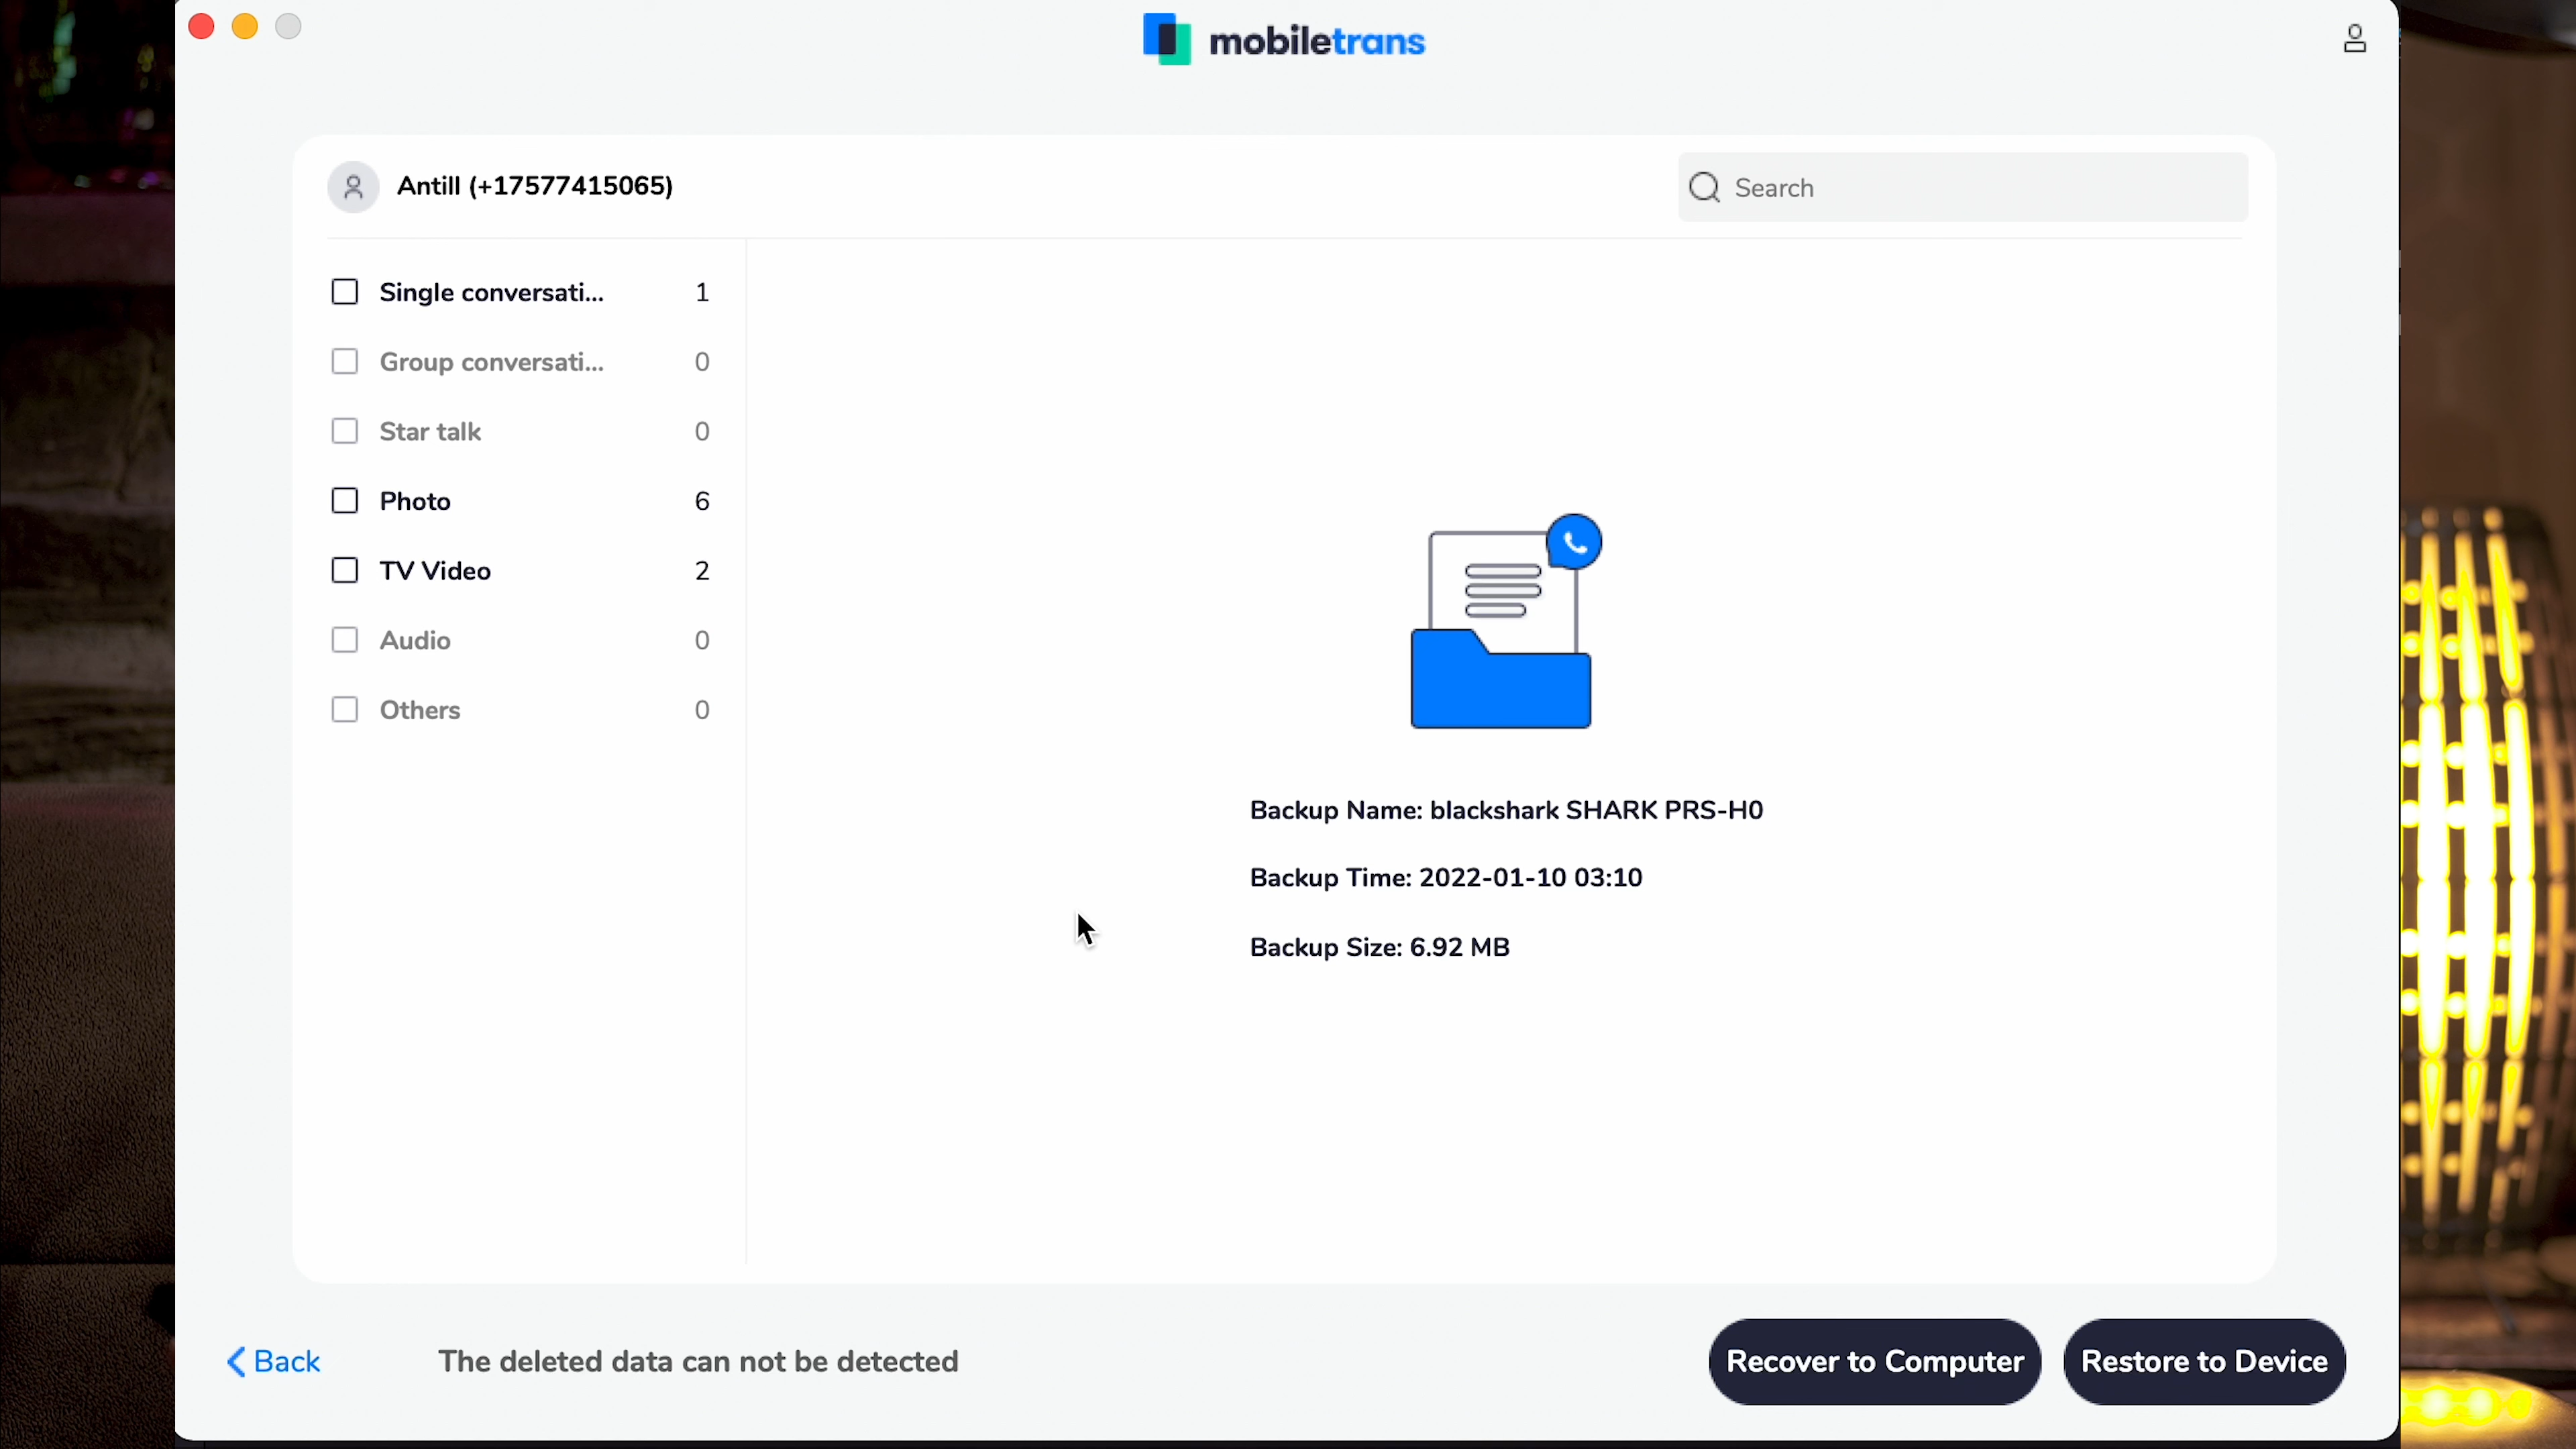 mobiletrans
Antill (+17577415065)
Search
Single conversati... 1
Group conversati... 0
Star talk 0
Photo 6
TV Video 2
Audio 0
Others 0
Backup Name: blackshark SHARK PRS-H0
Backup Time: 2022-01-10 03:10
Backup Size: 6.92 MB
Back
The deleted data can not be detected
Recover to Computer
Restore to Device